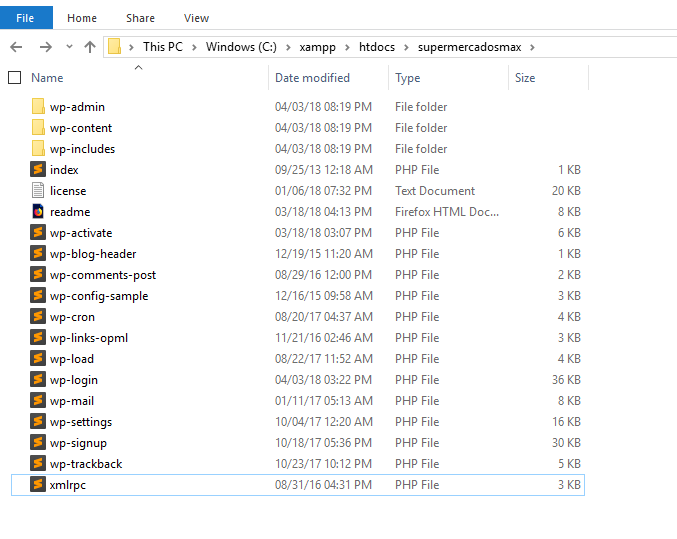 File Home Share View
This PC Windows (C:) xampp htdocs supermercadosmax
Name Date modified Type Size
wp-admin 04/03/18 08:19 PM File folder
wp-content 04/03/18 08:19 PM File folder
wp-includes 04/03/18 08:19 PM File folder
index 09/25/13 12:18 AM PHP File 1 KB
license 01/06/18 07:32 PM Text Document 20 KB
readme 03/18/18 04:13 PM Firefox HTML Doc... 8 KB
wp-activate 03/18/18 03:07 PM PHP File 6 KB
wp-blog-header 12/19/15 11:20 AM PHP File 1 KB
wp-comments-post 08/29/16 12:00 PM PHP File 2 KB
wp-config-sample 12/16/15 09:58 AM PHP File 3 KB
wp-cron 08/20/17 04:37 AM PHP File 4 KB
wp-links-opml 11/21/16 02:46 AM PHP File 3 KB
wp-load 08/22/17 11:52 AM PHP File 4 KB
wp-login 04/03/18 03:22 PM PHP File 36 KB
wp-mail 01/11/17 05:13 AM PHP File 8 KB
wp-settings 10/04/17 12:20 AM PHP File 16 KB
wp-signup 10/18/17 05:36 PM PHP File 30 KB
wp-trackback 10/23/17 10:12 PM PHP File 5 KB
xmlrpc 08/31/16 04:31 PM PHP File 3 KB